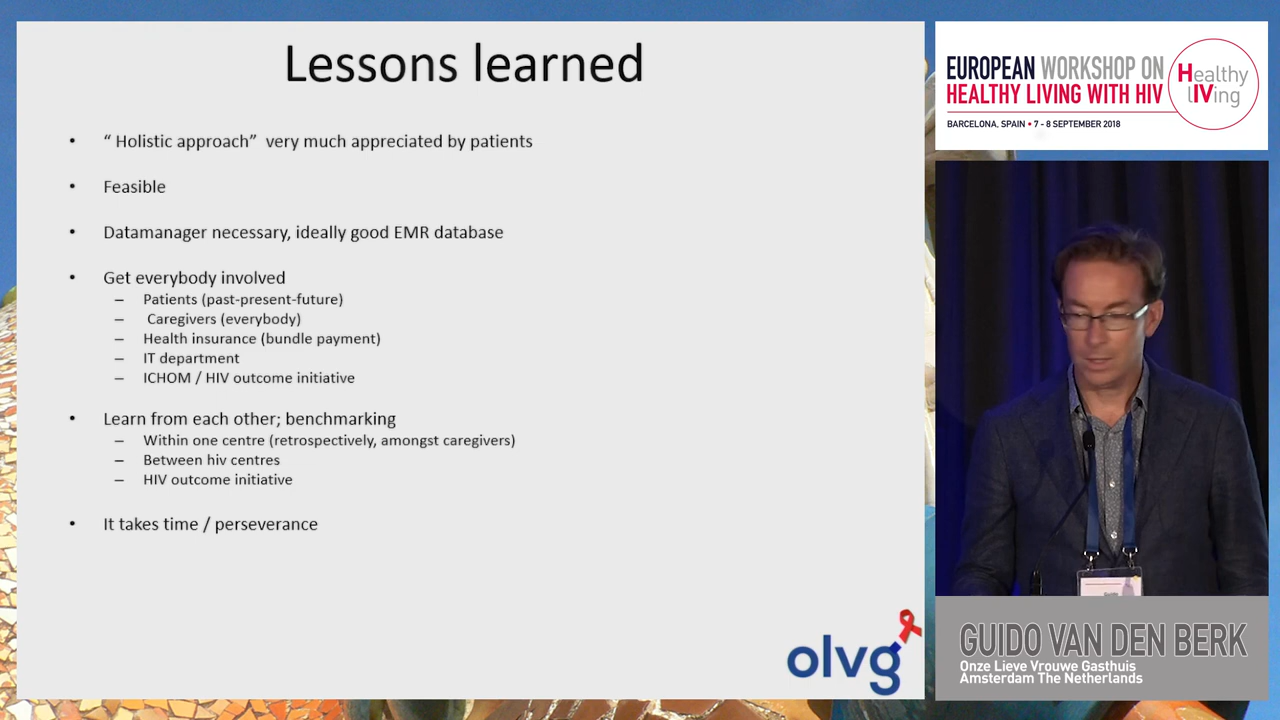 Lessons learned
• “ Holistic approach” very much appreciated by patients
• Feasible
• Datamanager necessary, ideally good EMR database
• Get everybody involved
– Patients (past-present-future)
– Caregivers (everybody)
– Health insurance (bundle payment)
– IT department
– ICHOM / HIV outcome initiative
• Learn from each other; benchmarking
– Within one centre (retrospectively, amongst caregivers)
– Between hiv centres
– HIV outcome initiative
• It takes time / perseverance
olvg
EUROPEAN WORKSHOP ON
HEALTHY LIVING WITH HIV
BARCELONA, SPAIN • 7 - 8 SEPTEMBER 2018
Healthy
lIVing
GUIDO VAN DEN BERK
Onze Lieve Vrouwe Gasthuis
Amsterdam The Netherlands